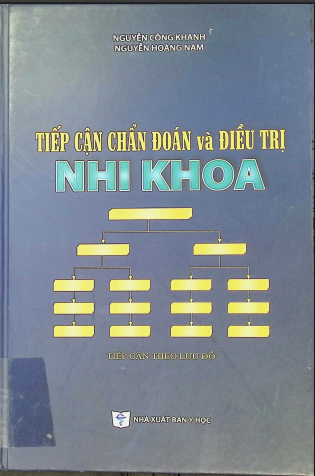 NGUYỄN CÔNG KHANH
NGUYỄN HOÀNG NAM
TIẾP CẬN CHẨN ĐOÁN và ĐIỀU TRỊ
NHI KHOA
TIẾP CẬN THEO LƯU ĐỒ
NHÀ XUẤT BẢN Y HỌC